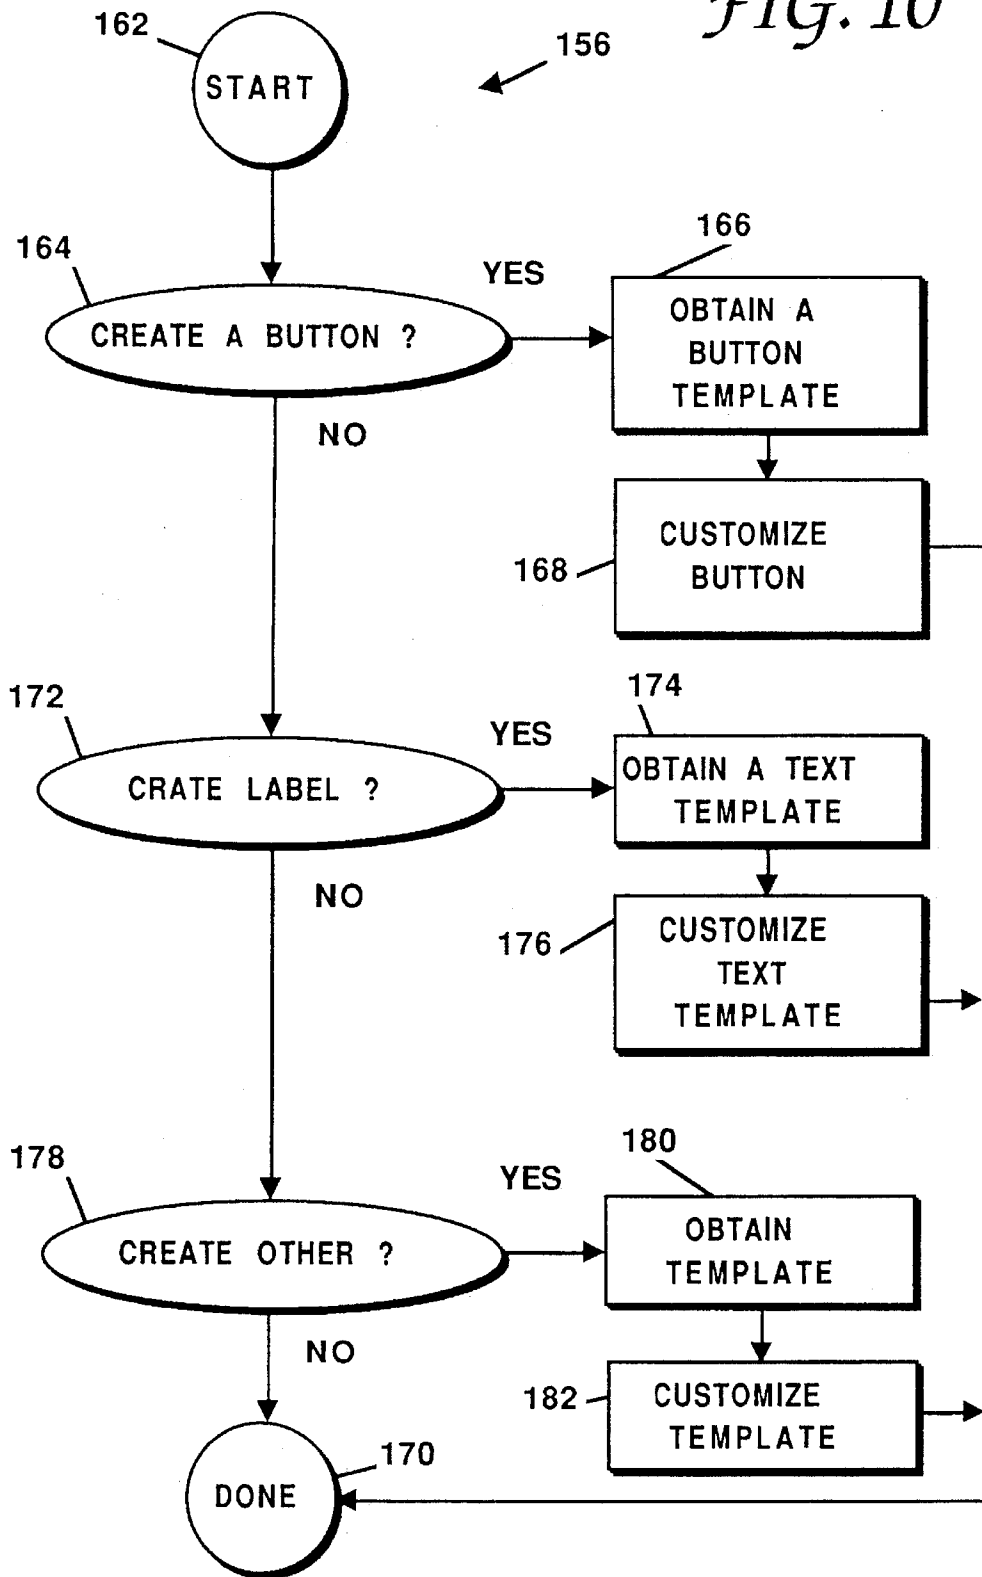 FIG. 10
162
156
START
164
166
YES
CREATE A BUTTON ?
OBTAIN A
BUTTON
TEMPLATE
NO
168
CUSTOMIZE
BUTTON
172
174
YES
CRATE LABEL ?
OBTAIN A TEXT
TEMPLATE
NO
176
CUSTOMIZE
TEXT
TEMPLATE
178
180
YES
CREATE OTHER ?
OBTAIN
TEMPLATE
NO
182
CUSTOMIZE
TEMPLATE
170
DONE